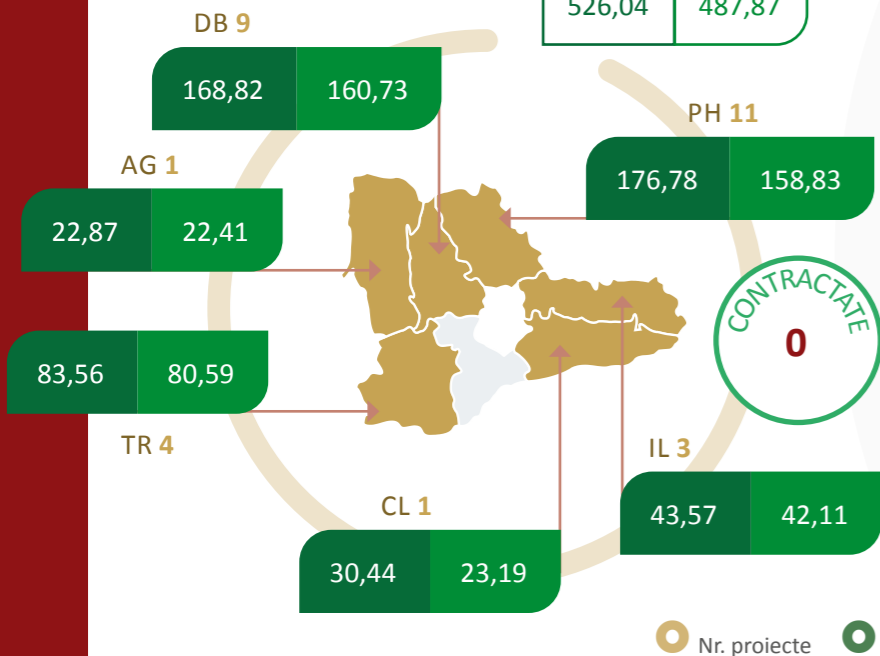 526,04 487,87
DB 9
168,82 160,73
PH 11
176,78 158,83
AG 1
22,87 22,41
CONTRACTATE
0
83,56 80,59
TR 4
IL 3
43,57 42,11
CL 1
30,44 23,19
Nr. proiecte